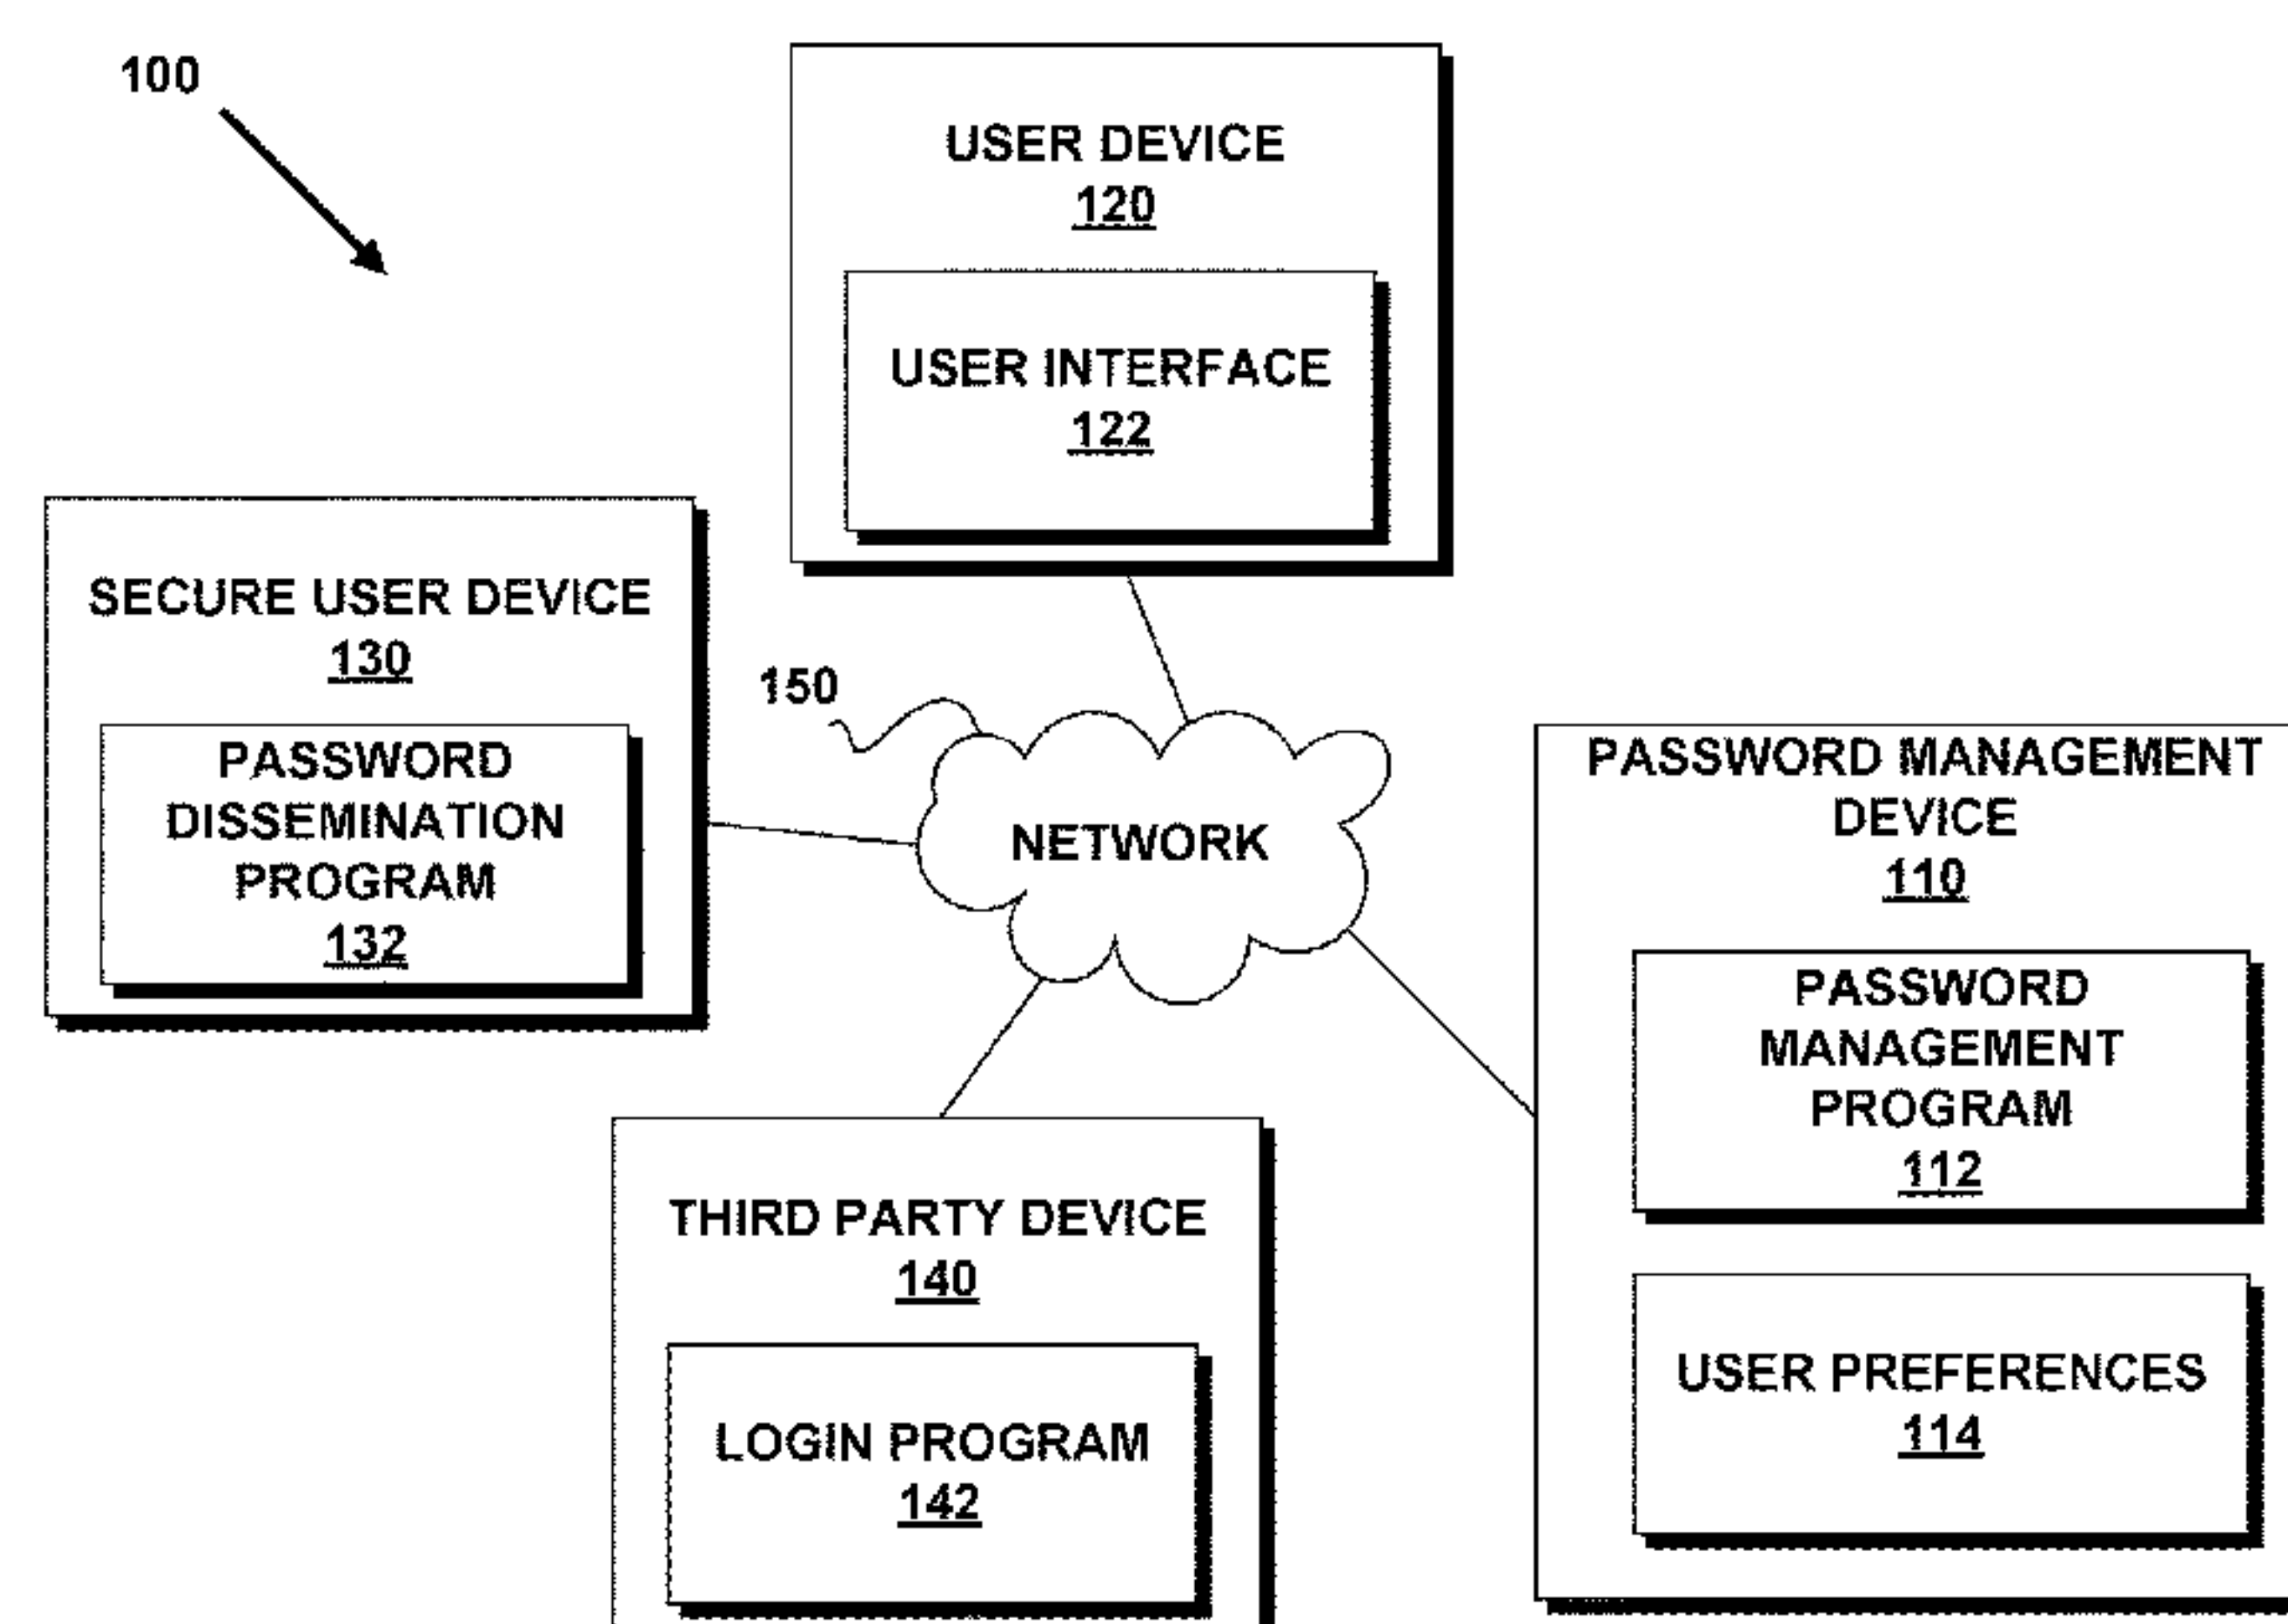 100
USER DEVICE
120
USER INTERFACE
122
SECURE USER DEVICE
130
PASSWORD
DISSEMINATION
PROGRAM
132
150
NETWORK
PASSWORD MANAGEMENT
DEVICE
110
PASSWORD
MANAGEMENT
PROGRAM
112
USER PREFERENCES
114
THIRD PARTY DEVICE
140
LOGIN PROGRAM
142